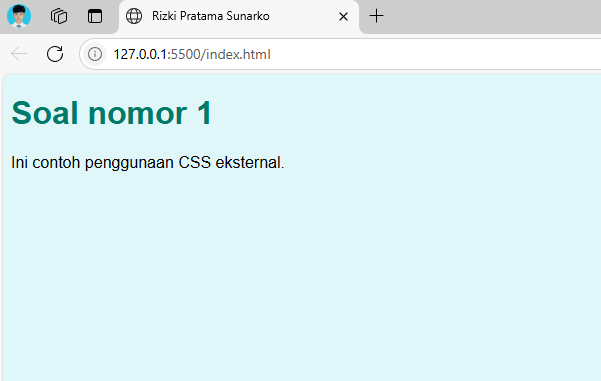 Rizki Pratama Sunarko
127.0.0.1:5500/index.html
Soal nomor 1
Ini contoh penggunaan CSS eksternal.